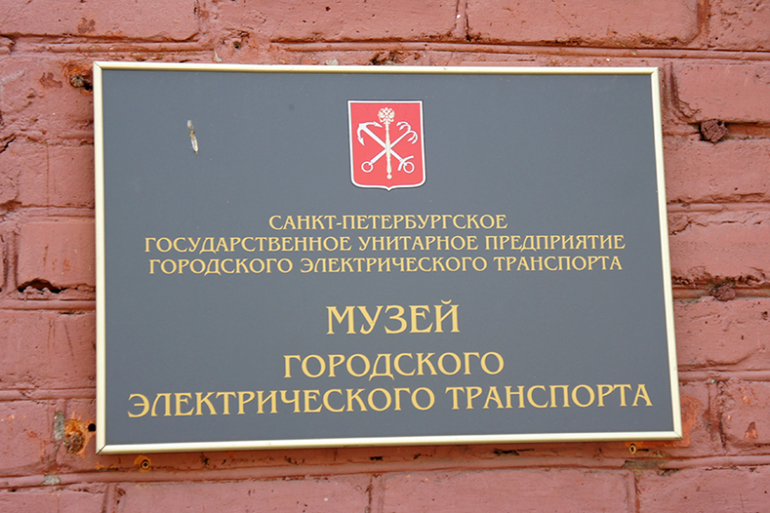 САНКТ-ПЕТЕРБУРГСКОЕ
ГОСУДАРСТВЕННОЕ УНИТАРНОЕ ПРЕДПРИЯТИЕ
ГОРОДСКОГО ЭЛЕКТРИЧЕСКОГО ТРАНСПОРТА
МУЗЕЙ
ГОРОДСКОГО
ЭЛЕКТРИЧЕСКОГО ТРАНСПОРТА